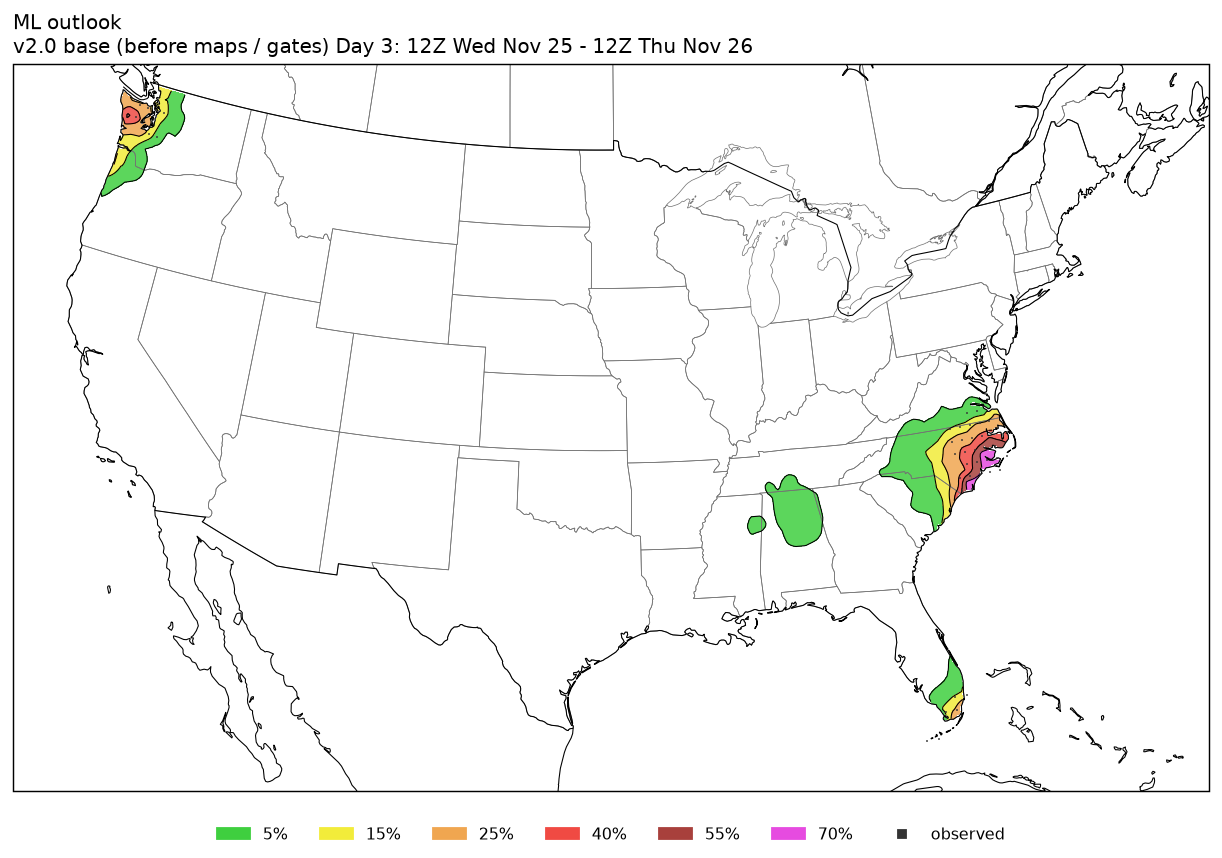 ML outlook
v2.0 base (before maps / gates) Day 3: 12Z Wed Nov 25 - 12Z Thu Nov 26
5% 15% 25% 40% 55% 70% observed